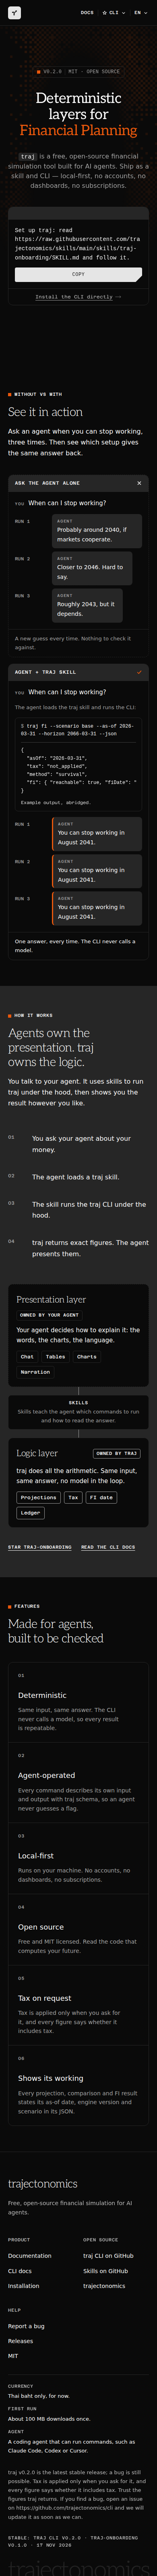 DOCS
CLI
EN
V0.2.0 | MIT · OPEN SOURCE
Deterministic
layers for
Financial Planning
traj is a free, open-source financial
simulation tool built for AI agents. Ship as a
skill and CLI — local-first, no accounts, no
dashboards, no subscriptions.
Set up traj: read
https://raw.githubusercontent.com/tra
jectonomics/skills/main/skills/traj-
onboarding/SKILL.md and follow it.
COPY
Install the CLI directly →
WITHOUT VS WITH
See it in action
Ask an agent when you can stop working,
three times. Then see which setup gives
the same answer back.
ASK THE AGENT ALONE ×
YOU When can I stop working?
RUN 1
AGENT
Probably around 2040, if
markets cooperate.
RUN 2
AGENT
Closer to 2046. Hard to
say.
RUN 3
AGENT
Roughly 2043, but it
depends.
A new guess every time. Nothing to check it
against.
AGENT + TRAJ SKILL ✓
YOU When can I stop working?
The agent loads the traj skill and runs the CLI:
$ traj fi --scenario base --as-of 2026-
03-31 --horizon 2066-03-31 --json
{
"asOf": "2026-03-31",
"tax": "not_applied",
"method": "survival",
"fi": { "reachable": true, "fiDate": "
}
Example output, abridged.
RUN 1
AGENT
You can stop working in
August 2041.
RUN 2
AGENT
You can stop working in
August 2041.
RUN 3
AGENT
You can stop working in
August 2041.
One answer, every time. The CLI never calls a
model.
HOW IT WORKS
Agents own the
presentation. traj
owns the logic.
You talk to your agent. It uses skills to run
traj under the hood, then shows you the
result however you like.
01
You ask your agent about your
money.
02
The agent loads a traj skill.
03
The skill runs the traj CLI under the
hood.
04
traj returns exact figures. The agent
presents them.
Presentation layer
OWNED BY YOUR AGENT
Your agent decides how to explain it: the
words, the charts, the language.
Chat Tables Charts
Narration
SKILLS
Skills teach the agent which commands to run
and how to read the answer.
Logic layer OWNED BY TRAJ
traj does all the arithmetic. Same input,
same answer, no model in the loop.
Projections Tax FI date
Ledger
STAR TRAJ-ONBOARDING READ THE CLI DOCS
FEATURES
Made for agents,
built to be checked
01
Deterministic
Same input, same answer. The CLI
never calls a model, so every result
is repeatable.
02
Agent-operated
Every command describes its own input
and output with traj schema, so an agent
never guesses a flag.
03
Local-first
Runs on your machine. No accounts, no
dashboards, no subscriptions.
04
Open source
Free and MIT licensed. Read the code that
computes your future.
05
Tax on request
Tax is applied only when you ask for
it, and every figure says whether it
includes tax.
06
Shows its working
Every projection, comparison and FI result
states its as-of date, engine version and
scenario in its JSON.
trajectonomics
Free, open-source financial simulation for AI
agents.
PRODUCT
Documentation
CLI docs
Installation
OPEN SOURCE
traj CLI on GitHub
Skills on GitHub
trajectonomics
HELP
Report a bug
Releases
MIT
CURRENCY
Thai baht only, for now.
FIRST RUN
About 100 MB downloads once.
AGENT
A coding agent that can run commands, such as
Claude Code, Codex or Cursor.
traj v0.2.0 is the latest stable release; a bug is still
possible. Tax is applied only when you ask for it, and
every figure says whether it includes tax. Trust the
figures traj returns. If you find a bug, open an issue
on https://github.com/trajectonomics/cli and we will
update it as soon as we can.
STABLE: TRAJ CLI V0.2.0 · TRAJ-ONBOARDING
trajectonomics